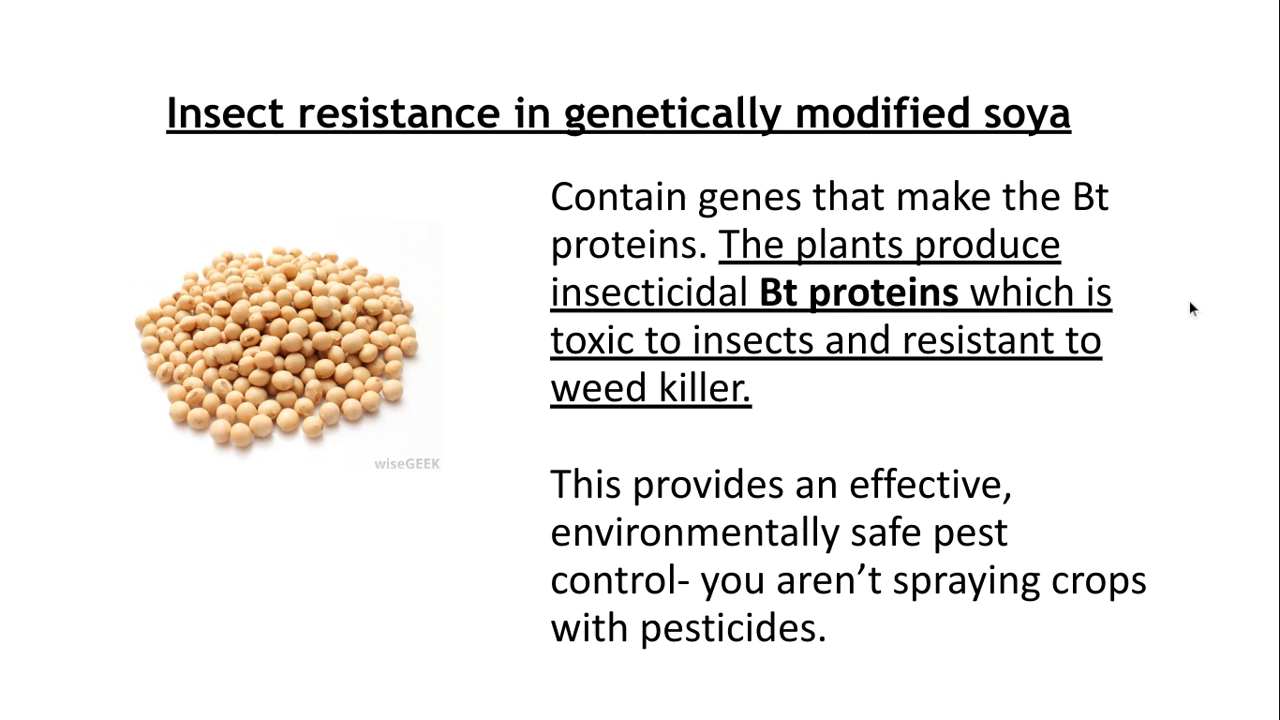 Insect resistance in genetically modified soya
Contain genes that make the Bt
proteins. The plants produce
insecticidal Bt proteins which is
toxic to insects and resistant to
weed killer.
This provides an effective,
environmentally safe pest
control- you aren’t spraying crops
with pesticides.
wiseGEEK